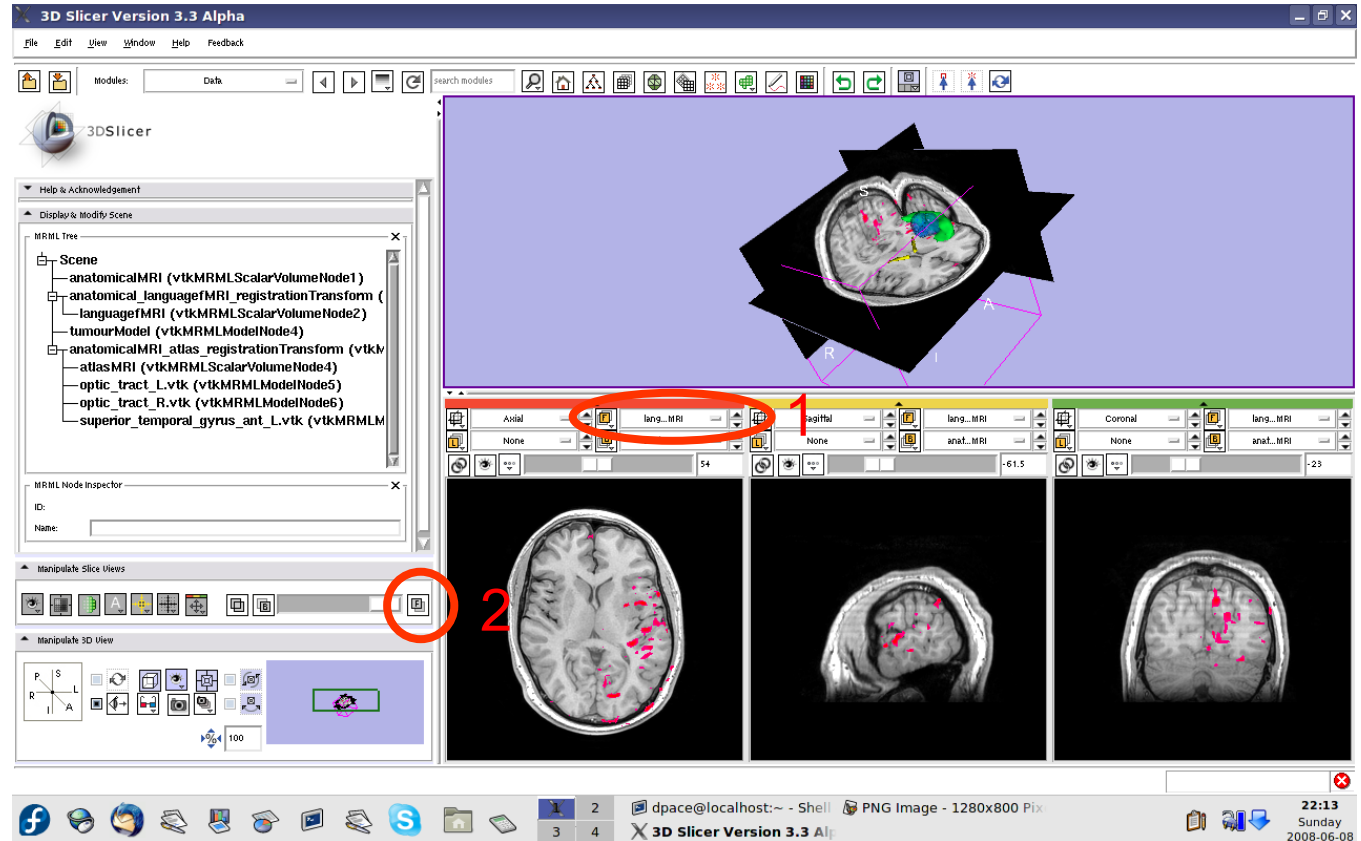 3D Slicer Version 3.3 Alpha
File Edit View Window Help Feedback
Modules: Data search modules
3DSlicer
Help & Acknowledgement
Display & Modify Scene
MRML Tree
Scene
anatomicalMRI (vtkMRMLScalarVolumeNode1)
anatomical_languagefMRI_registrationTransform (
languagefMRI (vtkMRMLScalarVolumeNode2)
tumourModel (vtkMRMLModelNode4)
anatomicalMRI_atlas_registrationTransform (vtkM
atlasMRI (vtkMRMLScalarVolumeNode4)
optic_tract_L.vtk (vtkMRMLModelNode5)
optic_tract_R.vtk (vtkMRMLModelNode6)
superior_temporal_gyrus_ant_L.vtk (vtkMRMLM
MRML Node Inspector
ID:
Name:
Manipulate Slice Views
A B F
2
Manipulate 3D View
P S
R L
I A
% 100
S
A
R I
1
Axial F lang...MRI
L None B
54
Sagittal F lang...MRI
L None B anat...MRI
-61.5
Coronal F lang...MRI
L None B anat...MRI
-23
1 2
3 4
dpace@localhost:~ - Shell
PNG Image - 1280x800 Pix
3D Slicer Version 3.3 Alp
22:13
Sunday
2008-06-08